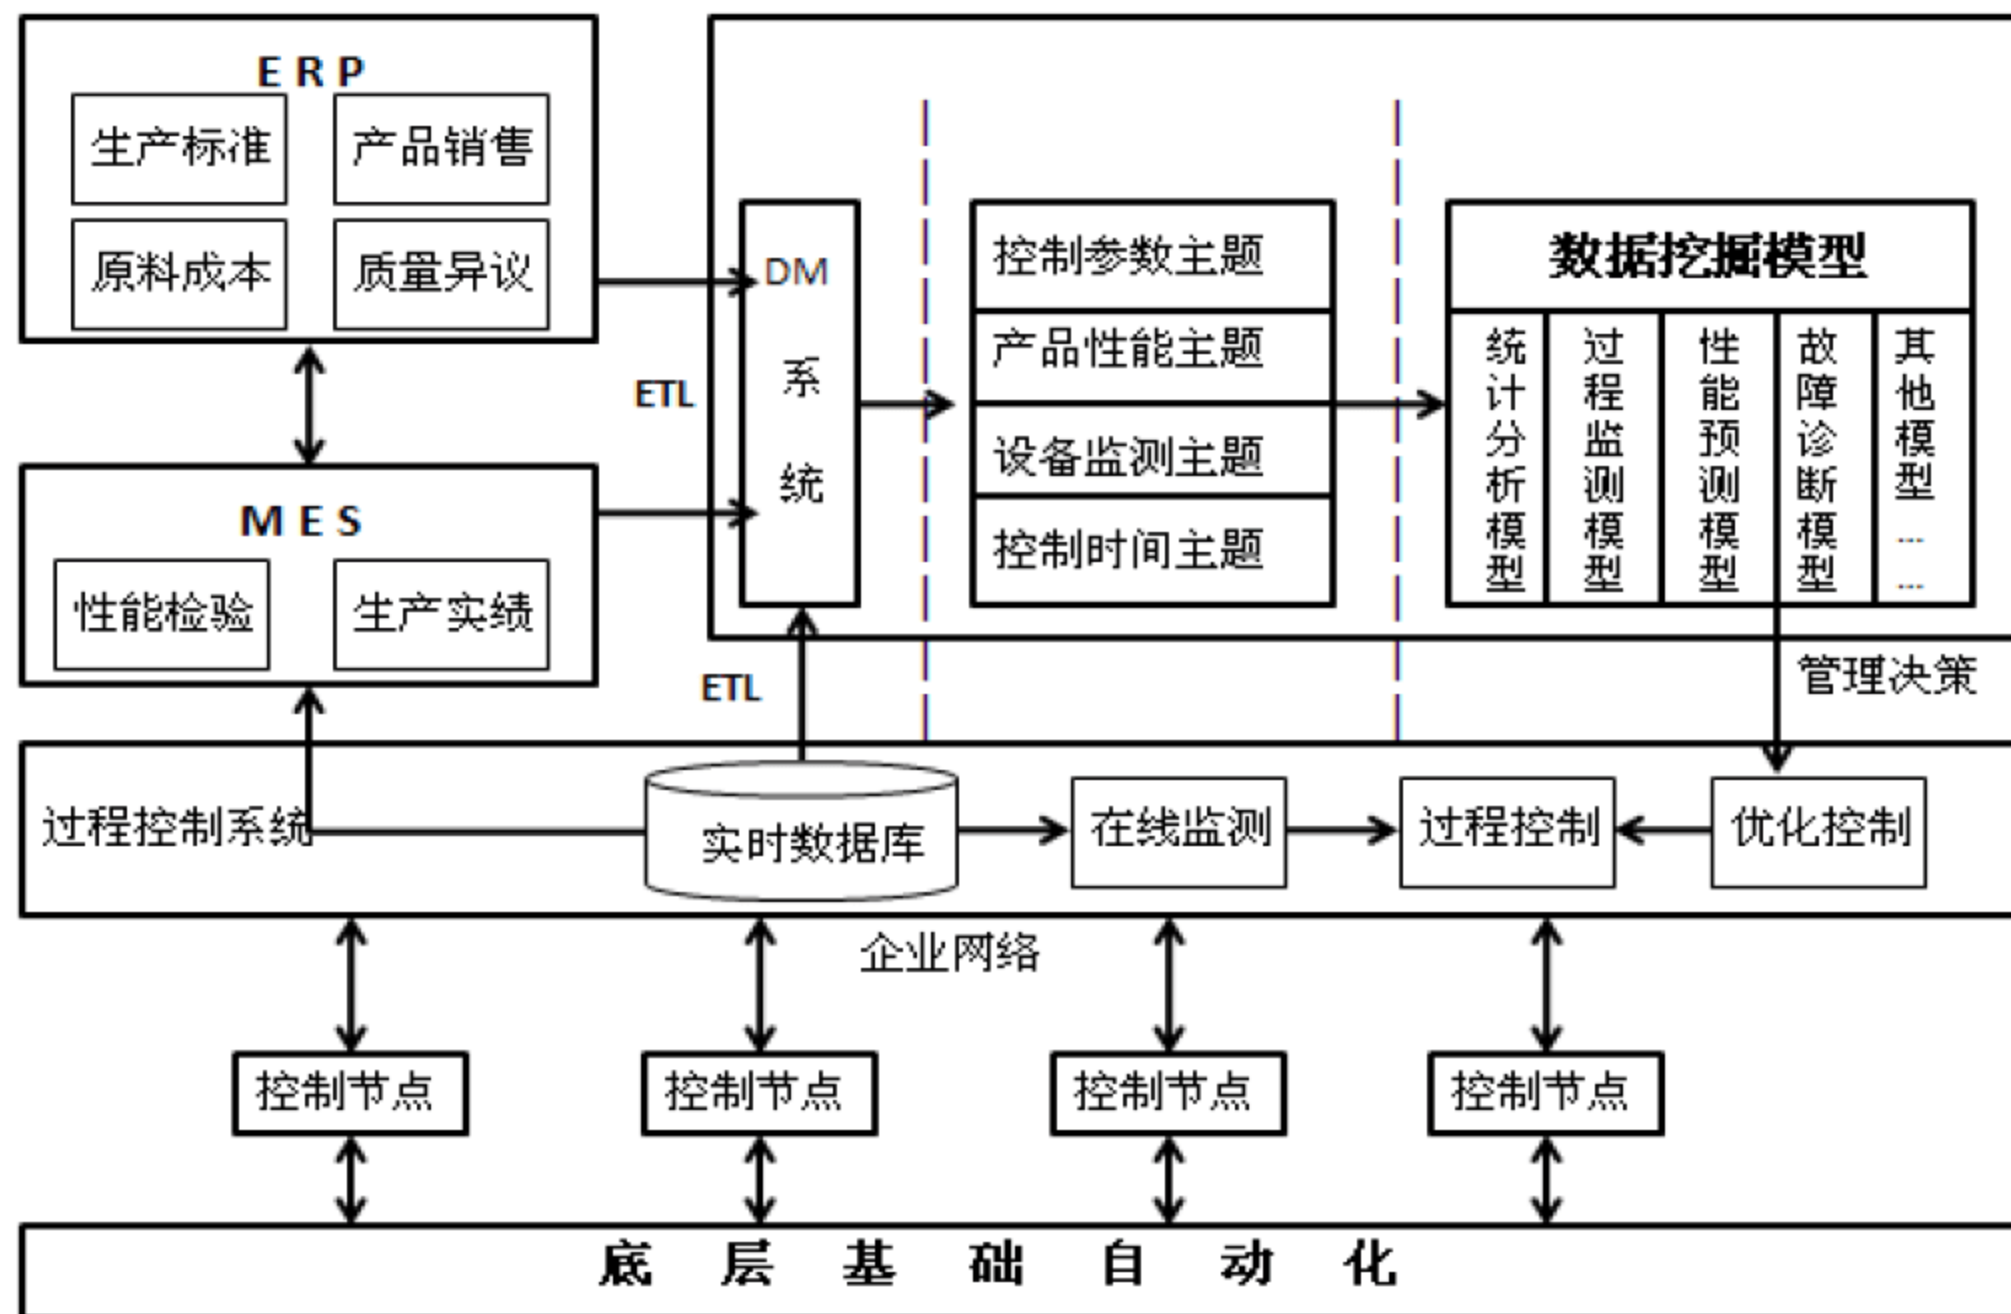 E R P
生产标准
产品销售
原料成本
质量异议
ETL
M E S
性能检验
生产实绩
DM
系
统
控制参数主题
产品性能主题
设备监测主题
控制时间主题
数据挖掘模型
统计分析模型
过程监测模型
性能预测模型
故障诊断模型
其他模型……
ETL
管理决策
过程控制系统
实时数据库
在线监测
过程控制
优化控制
企业网络
控制节点
控制节点
控制节点
控制节点
底 层 基 础 自 动 化